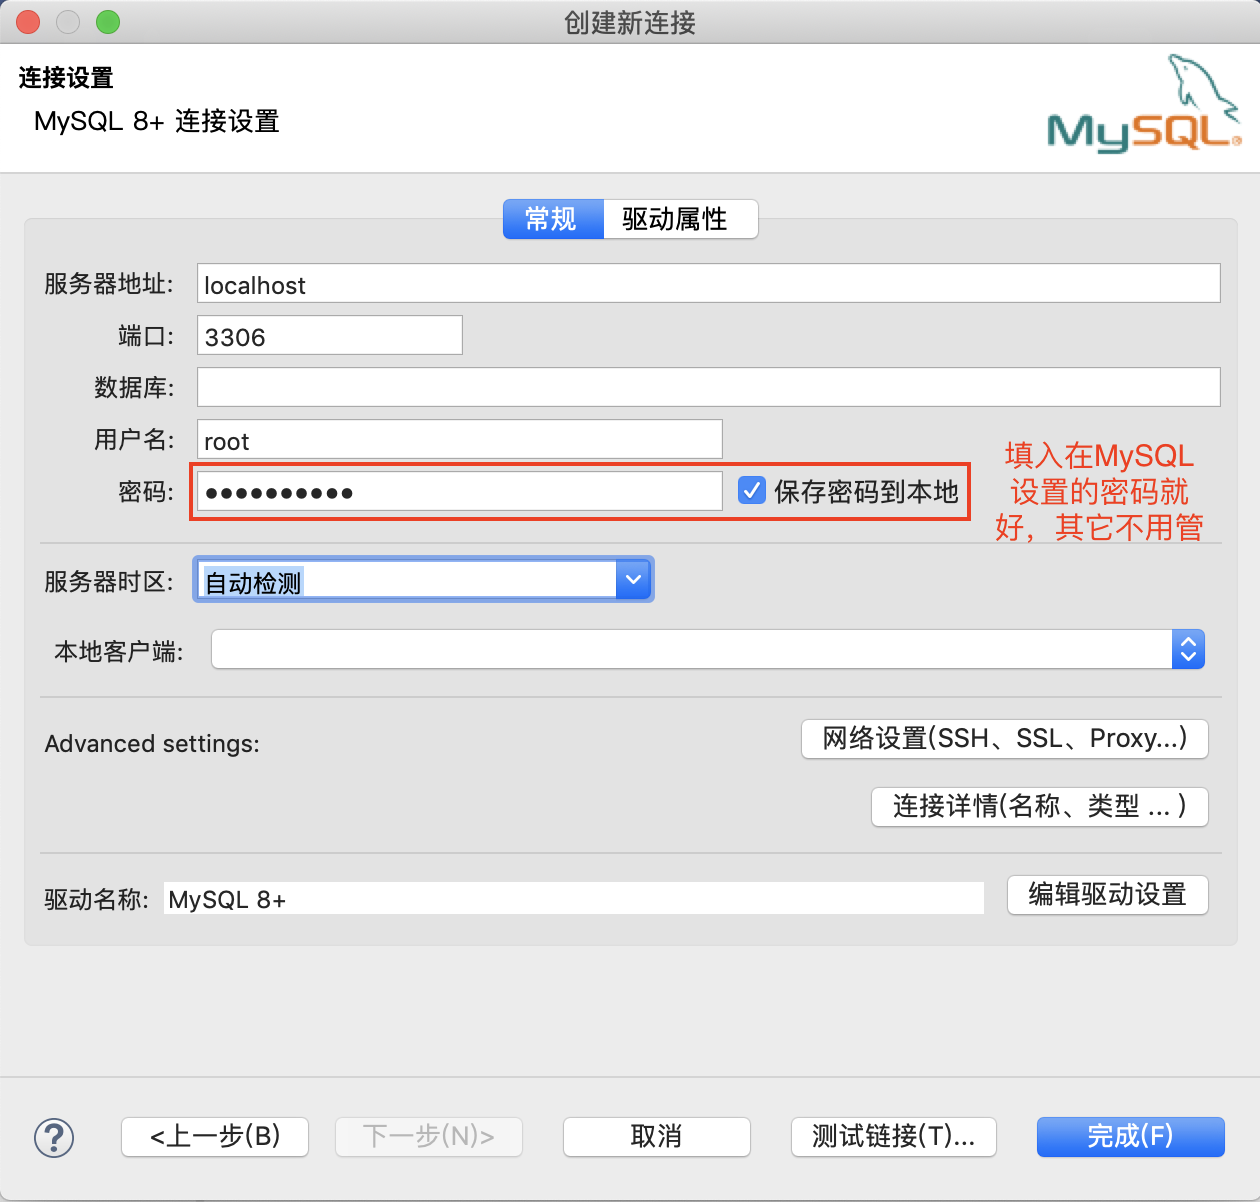 创建新连接
连接设置
MySQL 8+ 连接设置
MySQL®
常规 驱动属性
服务器地址: localhost
端口: 3306
数据库:
用户名: root
密码: ●●●●●●●●●● 保存密码到本地
填入在MySQL
设置的密码就
好，其它不用管
服务器时区: 自动检测
本地客户端:
Advanced settings: 网络设置(SSH、SSL、Proxy...)
连接详情(名称、类型 ... )
驱动名称: MySQL 8+ 编辑驱动设置
? <上一步(B) 下一步(N)> 取消 测试链接(T)... 完成(F)